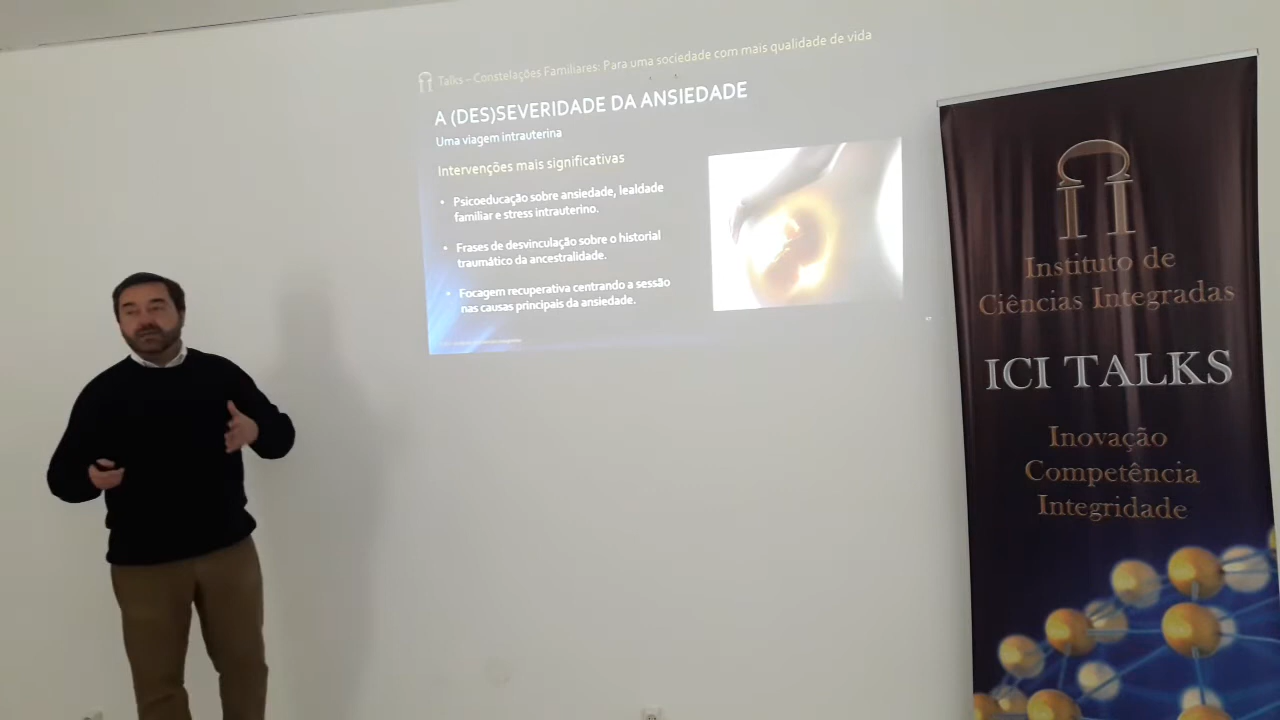 Talks – Constelações Familiares: Para uma sociedade com mais qualidade de vida
A (DES)SEVERIDADE DA ANSIEDADE
Uma viagem intrauterina
Intervenções mais significativas
• Psicoeducação sobre ansiedade, lealdade
familiar e stress intrauterino.
• Frases de desvinculação sobre o historial
traumático da ancestralidade.
• Focagem recuperativa centrando a sessão
nas causas principais da ansiedade.
Instituto de
Ciências Integradas
ICI TALKS
Inovação
Competência
Integridade